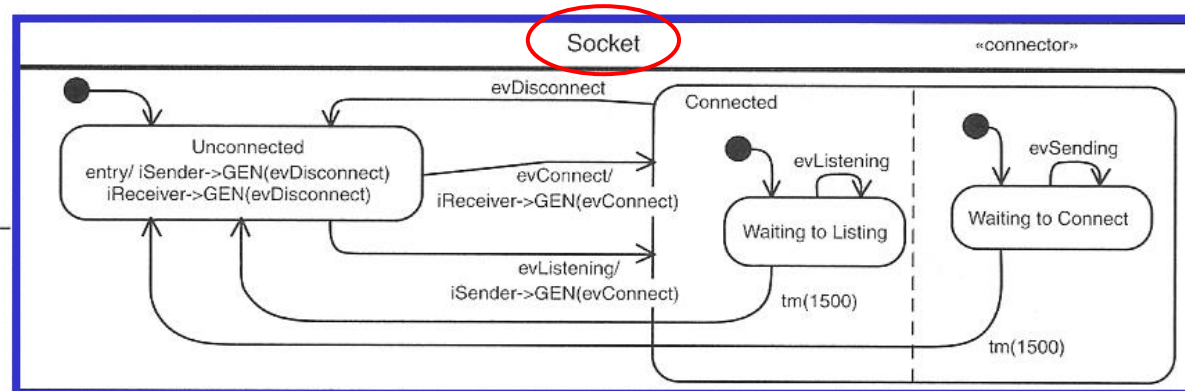 Socket
«connector»
evDisconnect
Connected
Unconnected
entry/ iSender->GEN(evDisconnect)
iReceiver->GEN(evDisconnect)
evConnect/
iReceiver->GEN(evConnect)
evListening/
iSender->GEN(evConnect)
evListening
Waiting to Listing
tm(1500)
evSending
Waiting to Connect
tm(1500)